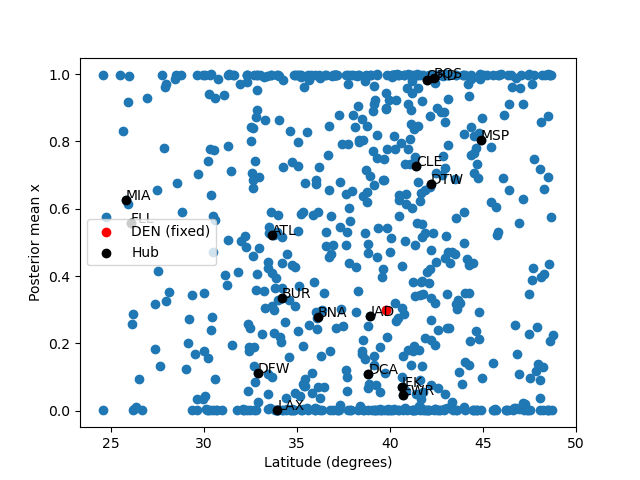 1.0
0.8
0.6
0.4
0.2
0.0
Posterior mean x
BOS
MSP
CLE
DTW
MIA
FLL
ATL
BUR
BNA
IAD
DFW
DCA
JFK
EWR
LAX
DEN (fixed)
Hub
25
30
35
40
45
50
Latitude (degrees)